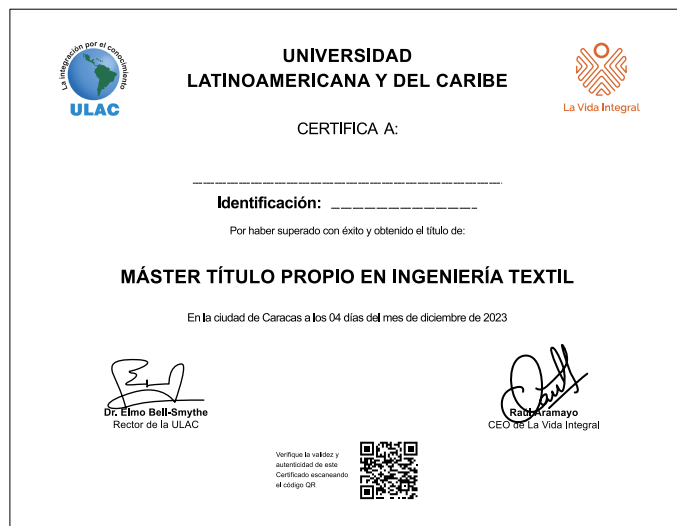 La integración por el conocimiento
ULAC
UNIVERSIDAD
LATINOAMERICANA Y DEL CARIBE
La Vida Integral
CERTIFICA A:
Identificación:
Por haber superado con éxito y obtenido el título de:
MÁSTER TÍTULO PROPIO EN INGENIERÍA TEXTIL
En la ciudad de Caracas a los 04 días del mes de diciembre de 2023
Dr. Elmo Bell-Smythe
Rector de la ULAC
Raúl Aramayo
CEO de La Vida Integral
Verifique la validez y
autenticidad de este
Certificado escaneando
el código QR